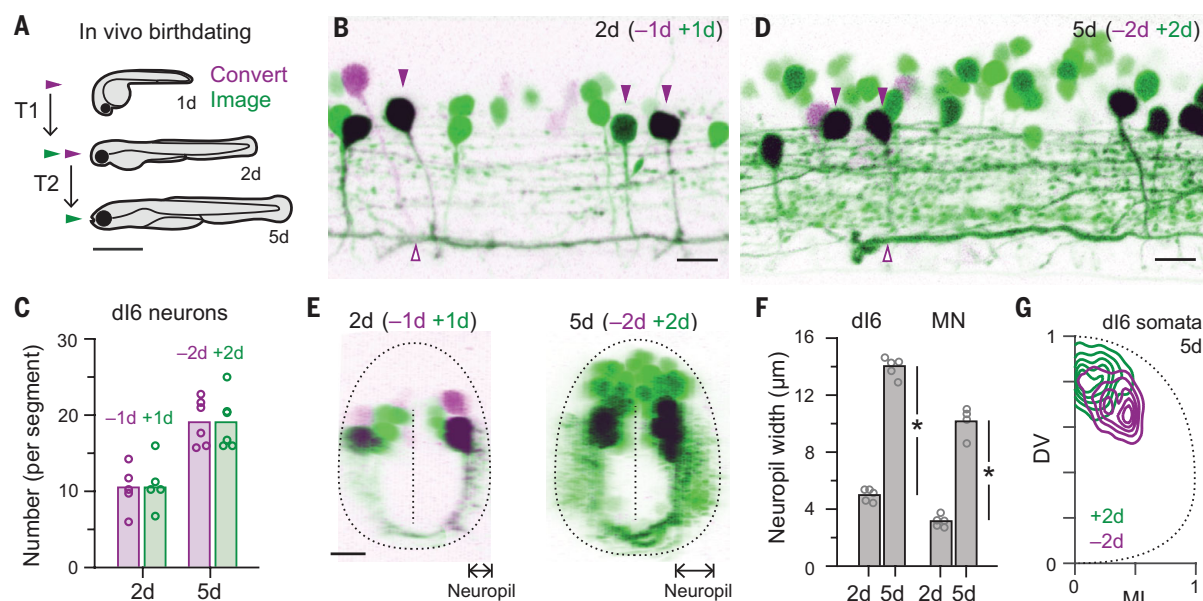 A
In vivo birthdating
Convert
Image
T1
1d
2d
T2
5d
B
2d (–1d +1d)
D
5d (–2d +2d)
C
dI6 neurons
Number (per segment)
30
20
10
0
–1d +1d
–2d +2d
2d
5d
E
2d (–1d +1d)
5d (–2d +2d)
Neuropil
Neuropil
F
dI6
MN
Neuropil width (µm)
16
12
8
4
0
*
*
2d 5d 2d 5d
G
dI6 somata
5d
DV
1
0
+2d
–2d
0
1
ML